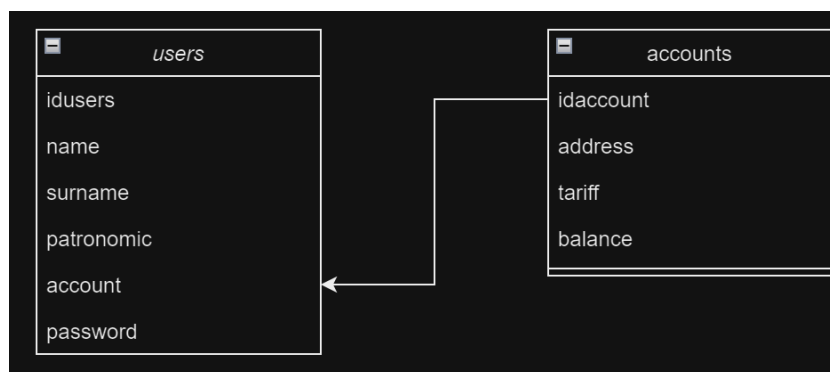 users
idusers
name
surname
patronomic
account
password
accounts
idaccount
address
tariff
balance